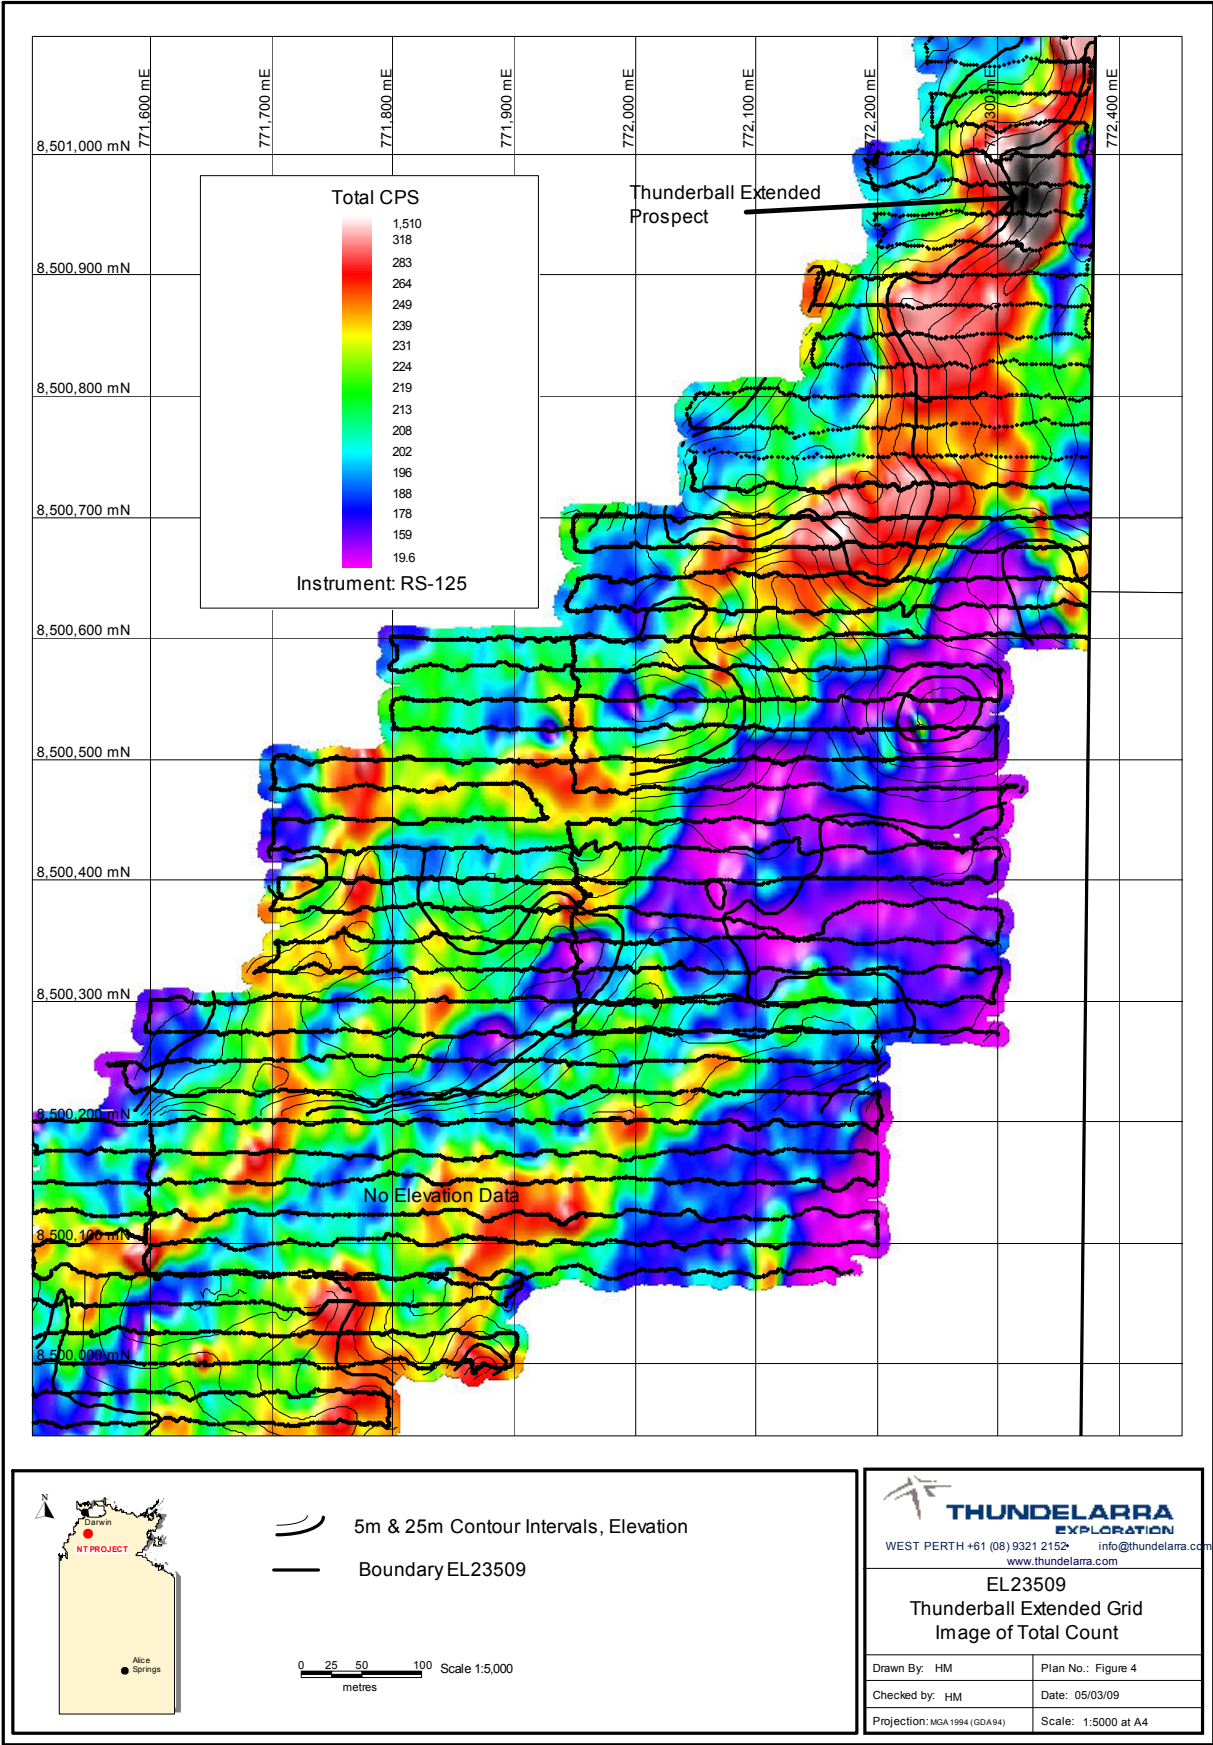 771,600 mE
771,700 mE
771,800 mE
771,900 mE
772,000 mE
772,100 mE
772,200 mE
772,300 mE
772,400 mE
8,501,000 mN
8,500,900 mN
8,500,800 mN
8,500,700 mN
8,500,600 mN
8,500,500 mN
8,500,400 mN
8,500,300 mN
8,500,200 mN
8,500,100 mN
8,500,000 mN
Total CPS
1,510
318
283
264
249
239
231
224
219
213
208
202
196
188
178
159
19.6
Instrument: RS-125
Thunderball Extended
Prospect
No Elevation Data
N
Darwin
NT PROJECT
Alice
Springs
5m & 25m Contour Intervals, Elevation
Boundary EL23509
0 25 50 100 Scale 1:5,000
metres
THUNDELARRA
EXPLORATION
WEST PERTH +61 (08) 9321 2152• info@thundelarra.com
www.thundelarra.com
EL23509
Thunderball Extended Grid
Image of Total Count
Drawn By: HM
Plan No.: Figure 4
Checked by: HM
Date: 05/03/09
Projection: MGA 1994 (GDA94)
Scale: 1:5000 at A4